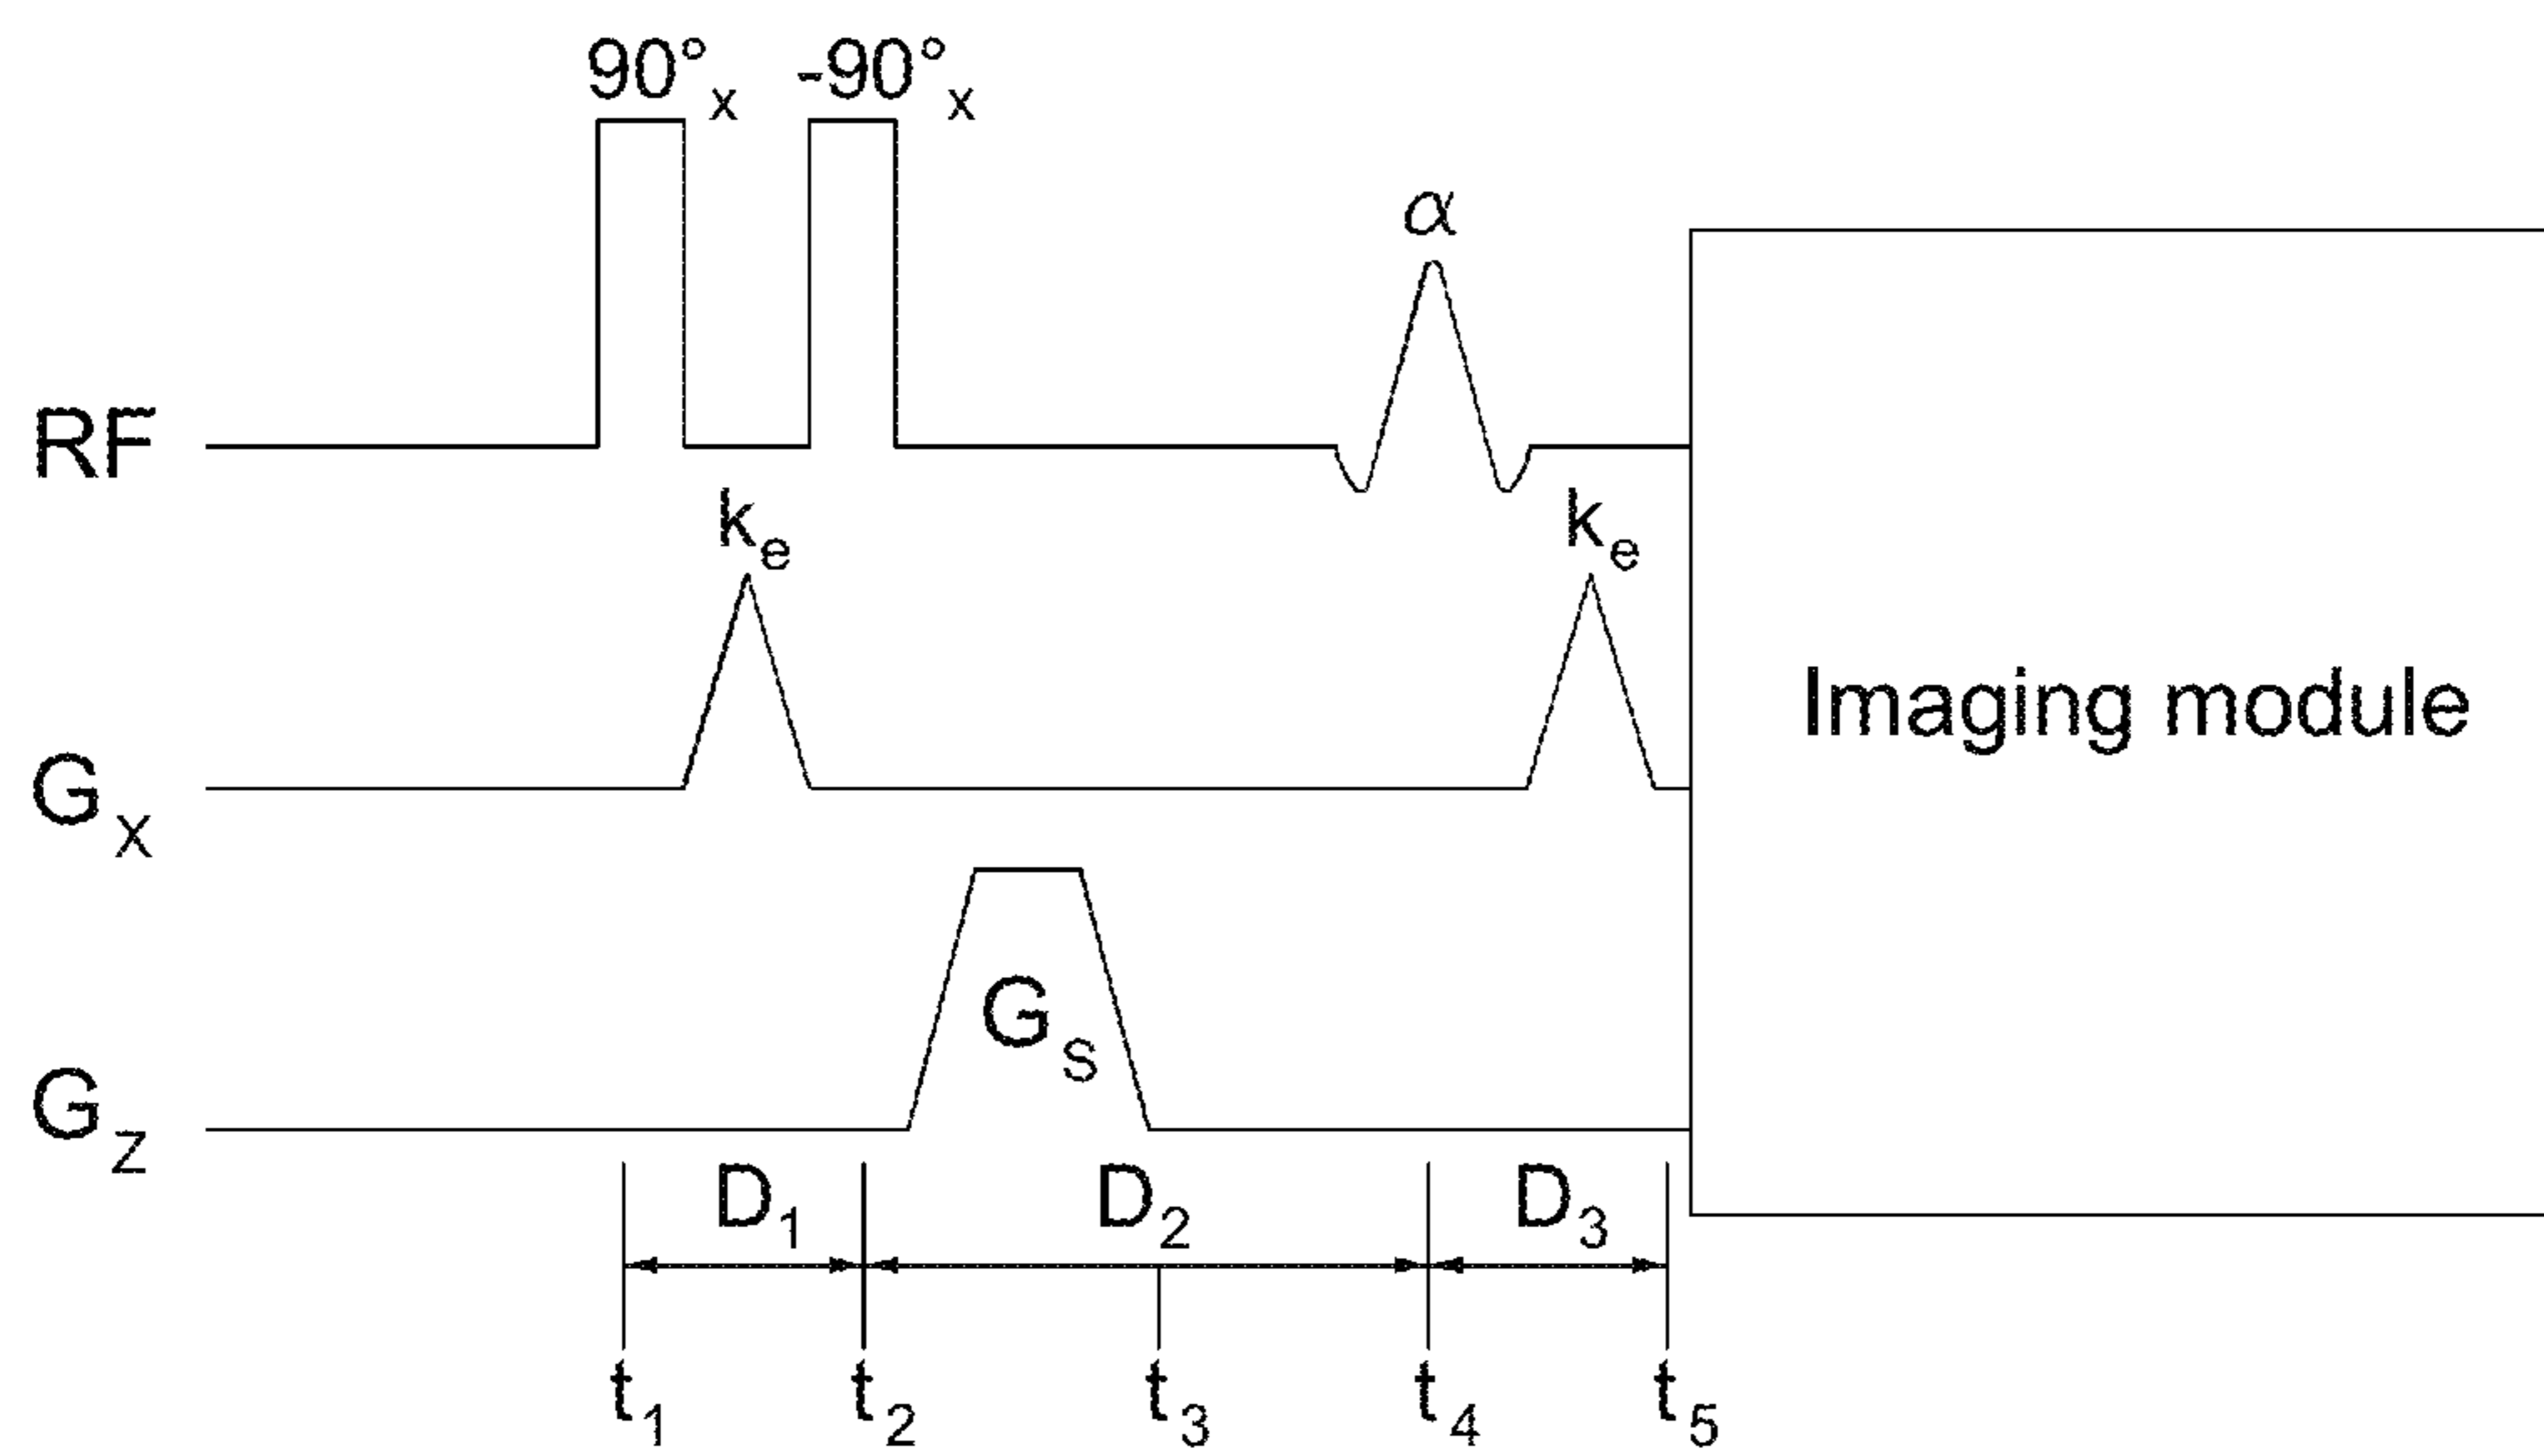 90°x -90°x
α
RF
ke ke
Gx
Imaging module
Gs
Gz
D1 D2 D3
t1 t2 t3 t4 t5